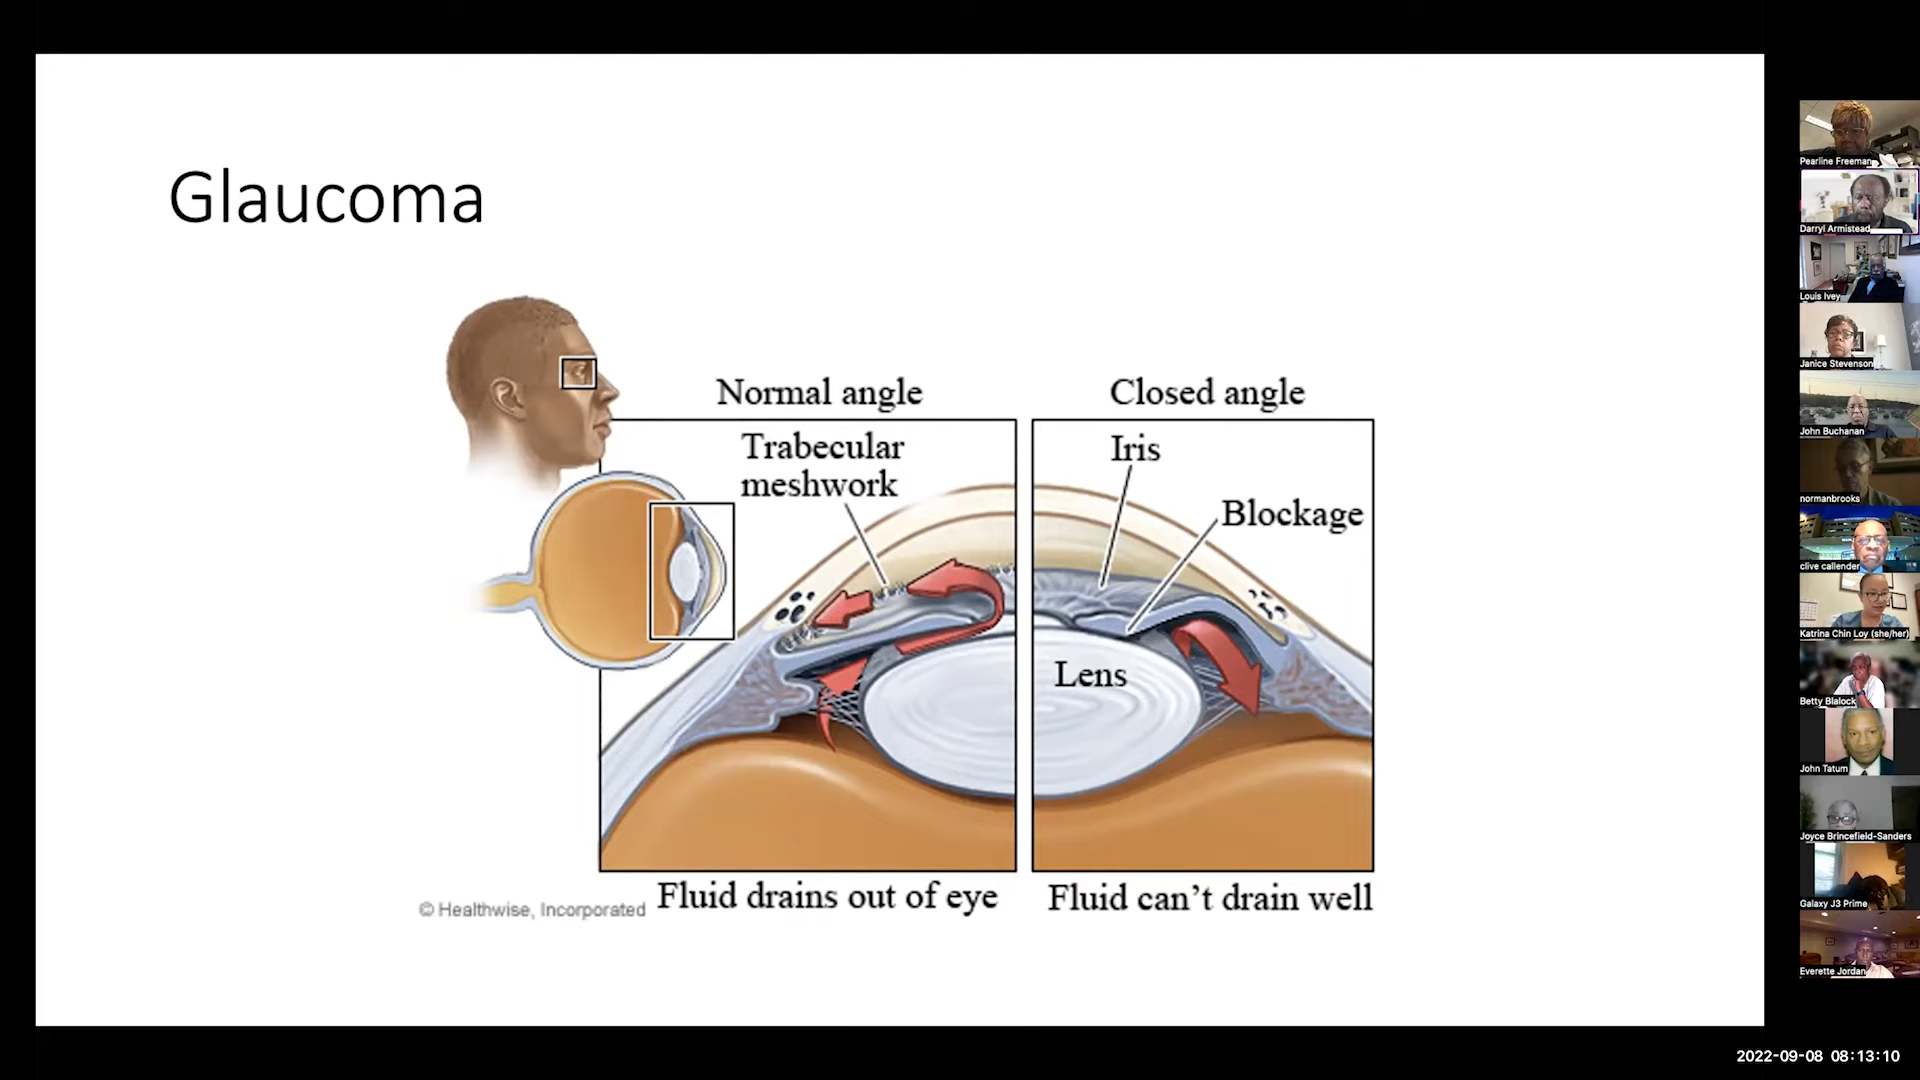 Glaucoma
Normal angle
Closed angle
Trabecular
meshwork
Iris
Blockage
Lens
© Healthwise, Incorporated
Fluid drains out of eye
Fluid can’t drain well
Pearline Freeman
Darryl Armistead
Louis Ivey
Janice Stevenson
John Buchanan
normanbrooks
clive callender
Katrina Chin Loy (she/her)
Betty Blalock
John Tatum
Joyce Brincefield-Sanders
Galaxy J3 Prime
Everette Jordan
2022-09-08 08:13:10